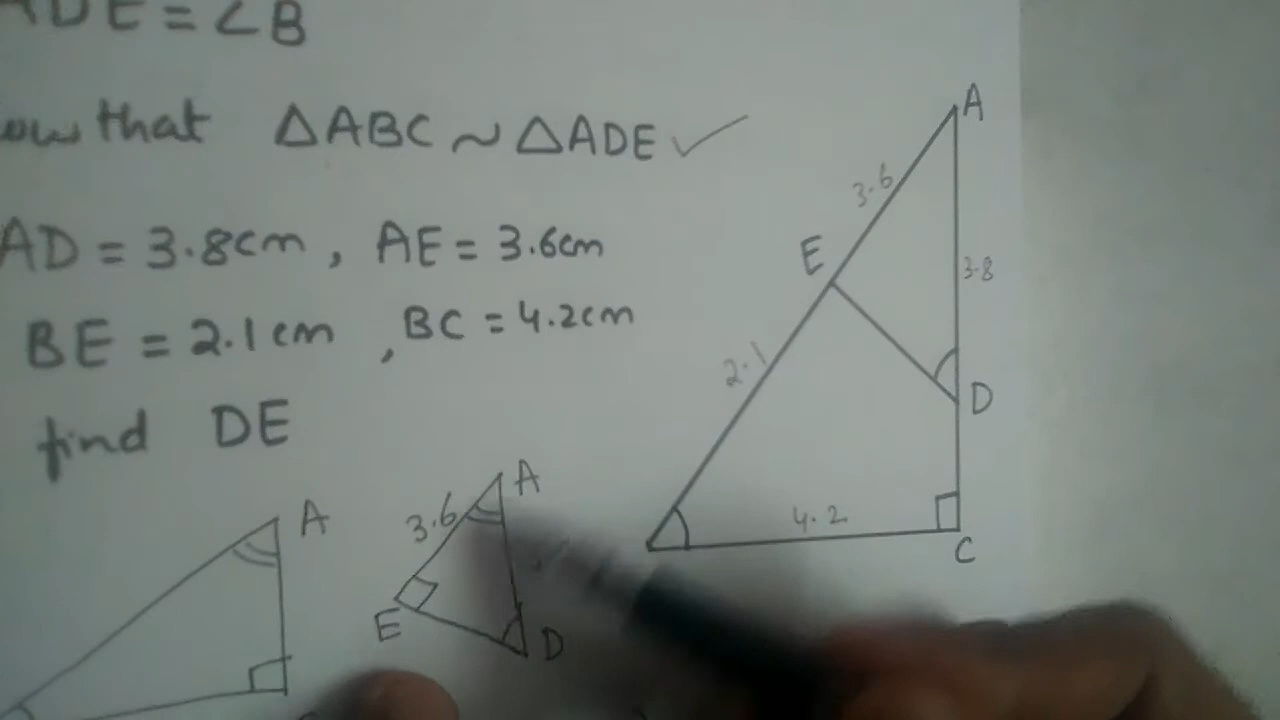 ADE = ∠B
ow that △ABC ~ △ADE ✓
AD = 3.8cm, AE = 3.6cm
BE = 2.1cm, BC = 4.2cm
find DE
A
3.6
E
3.8
2.1
D
4.2
C
A
A
3.6
E
D